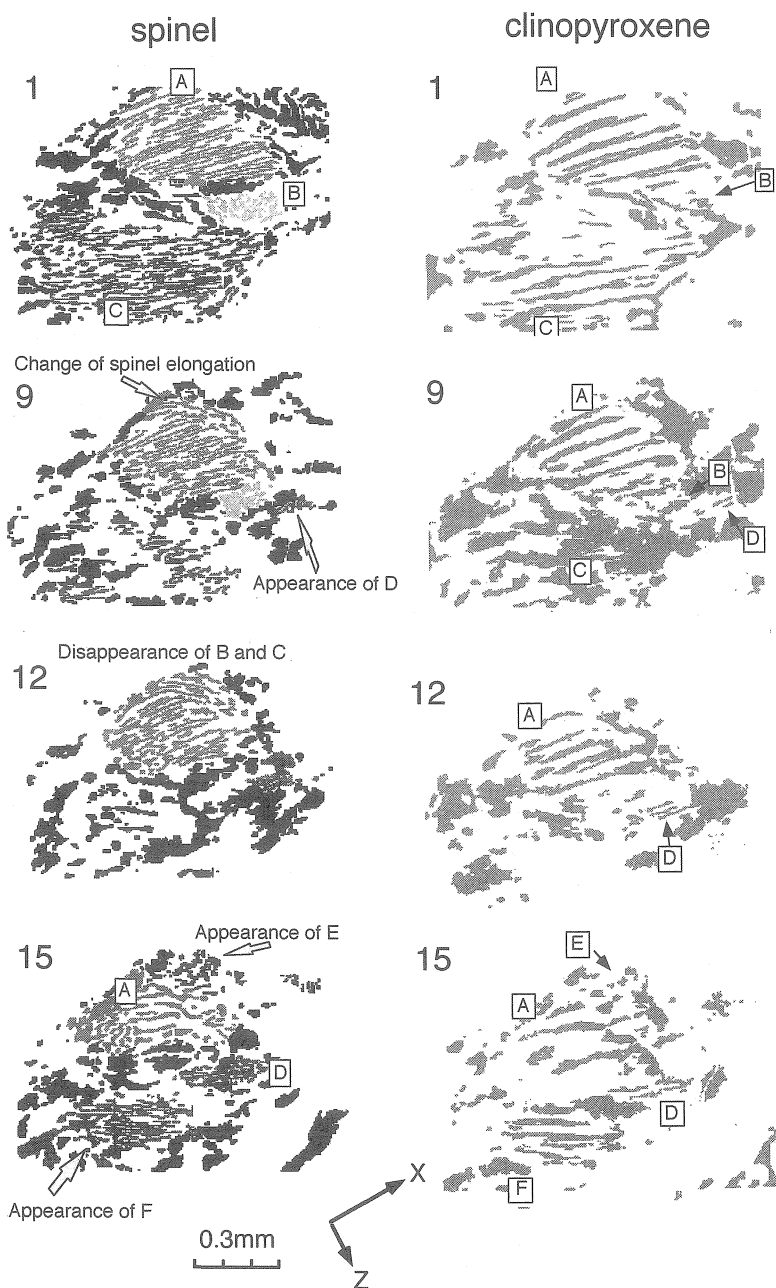 spinel
clinopyroxene
1
A
B
C
1
A
B
C
Change of spinel elongation
9
Appearance of D
9
A
B
D
C
Disappearance of B and C
12
12
A
D
Appearance of E
15
A
D
Appearance of F
15
E
A
D
F
0.3mm
X
Z